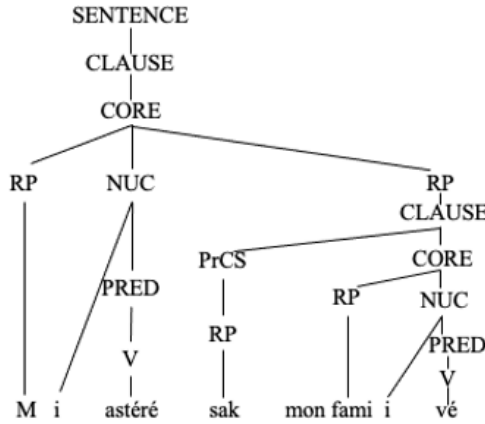 SENTENCE
CLAUSE
CORE
RP NUC RP
CLAUSE
PrCS CORE
PRED RP NUC
RP PRED
V V
M i astéré sak mon fami i vé